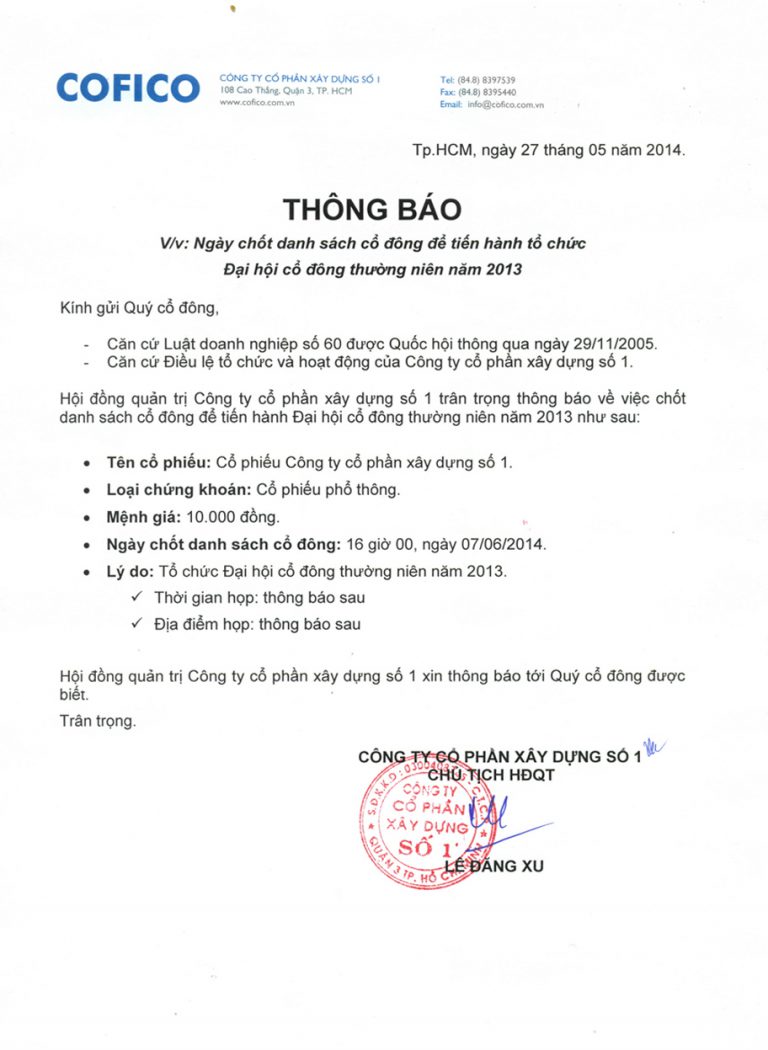 COFICO
CÔNG TY CỔ PHẦN XÂY DỰNG SỐ 1
108 Cao Thắng, Quận 3, TP. HCM
www.cofico.com.vn
Tel: (84.8) 8397539
Fax: (84.8) 8395440
Email: info@cofico.com.vn
Tp.HCM, ngày 27 tháng 05 năm 2014.
THÔNG BÁO
V/v: Ngày chốt danh sách cổ đông để tiến hành tổ chức
Đại hội cổ đông thường niên năm 2013
Kính gửi Quý cổ đông,
- Căn cứ Luật doanh nghiệp số 60 được Quốc hội thông qua ngày 29/11/2005.
- Căn cứ Điều lệ tổ chức và hoạt động của Công ty cổ phần xây dựng số 1.
Hội đồng quản trị Công ty cổ phần xây dựng số 1 trân trọng thông báo về việc chốt
danh sách cổ đông để tiến hành Đại hội cổ đông thường niên năm 2013 như sau:
• Tên cổ phiếu: Cổ phiếu Công ty cổ phần xây dựng số 1.
• Loại chứng khoán: Cổ phiếu phổ thông.
• Mệnh giá: 10.000 đồng.
• Ngày chốt danh sách cổ đông: 16 giờ 00, ngày 07/06/2014.
• Lý do: Tổ chức Đại hội cổ đông thường niên năm 2013.
✓ Thời gian họp: thông báo sau
✓ Địa điểm họp: thông báo sau
Hội đồng quản trị Công ty cổ phần xây dựng số 1 xin thông báo tới Quý cổ đông được
biết.
Trân trọng.
CÔNG TY CỔ PHẦN XÂY DỰNG SỐ 1
CHỦ TỊCH HĐQT
CÔNG TY
CỔ PHẦN
XÂY DỰNG
SỐ 1
QUẬN 3 TP. HỒ CHÍ MINH
LÊ ĐĂNG XU